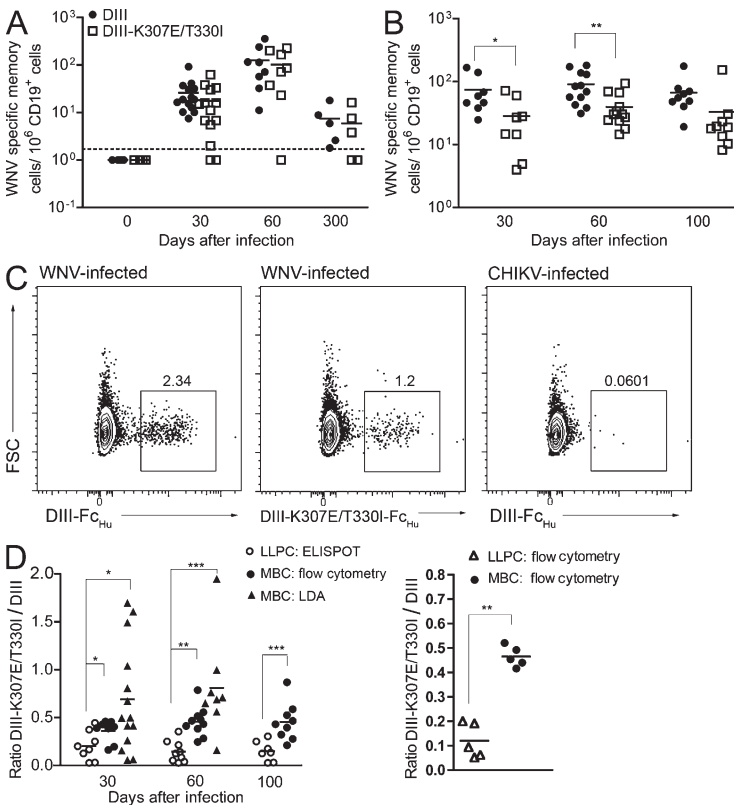 A
DIII
DIII-K307E/T330I
WNV specific memory
cells/ 10⁶ CD19⁺ cells
10³
10²
10¹
10⁰
10⁻¹
0 30 60 300
Days after infection
B
WNV specific memory
cells/ 10⁶ CD19⁺ cells
10³
10²
10¹
10⁰
* **
30 60 100
Days after infection
C
WNV-infected WNV-infected CHIKV-infected
2.34 1.2 0.0601
FSC
0 0 0
DIII-FcHu DIII-K307E/T330I-FcHu DIII-FcHu
D
LLPC: ELISPOT
MBC: flow cytometry
MBC: LDA
Ratio DIII-K307E/T330I / DIII
2.0
1.5
1.0
0.5
0.0
* *** * ** ***
30 60 100
Days after infection
LLPC: flow cytometry
MBC: flow cytometry
Ratio DIII-K307E/T330I / DIII
0.8
0.7
0.6
0.5
0.4
0.3
0.2
0.1
0.0
**